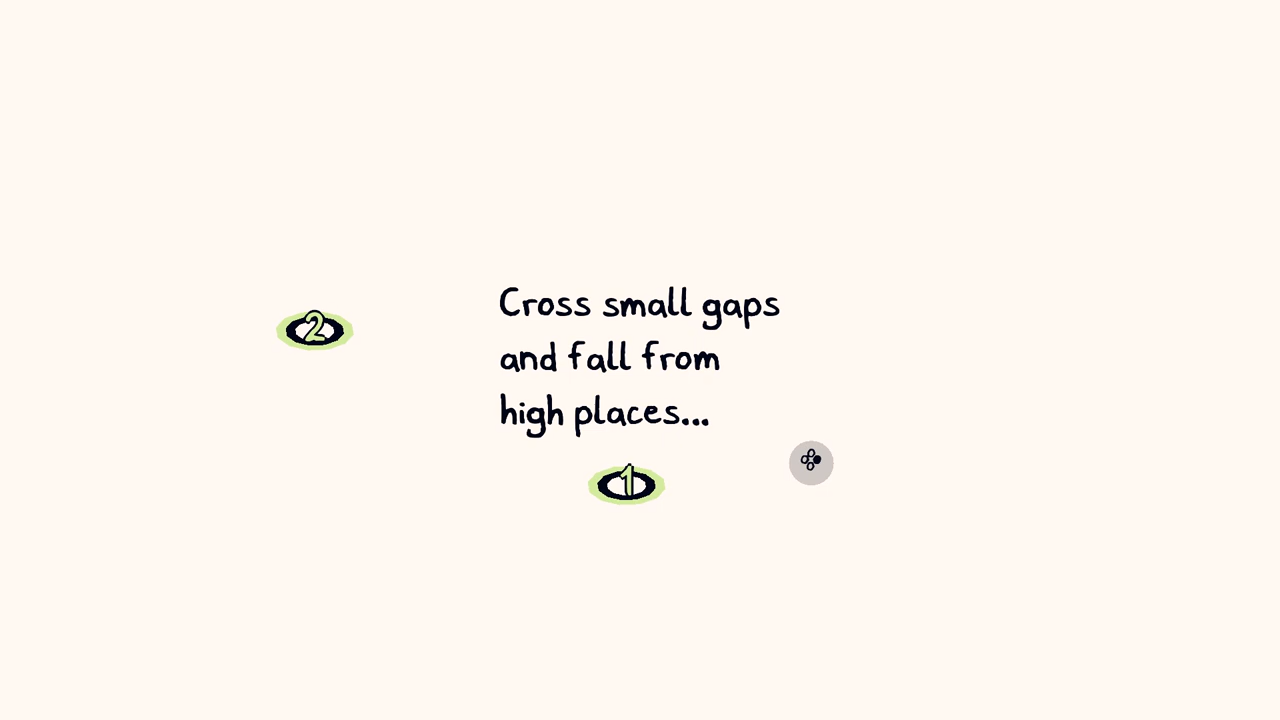 Cross small gaps
and fall from
high places...
2
1